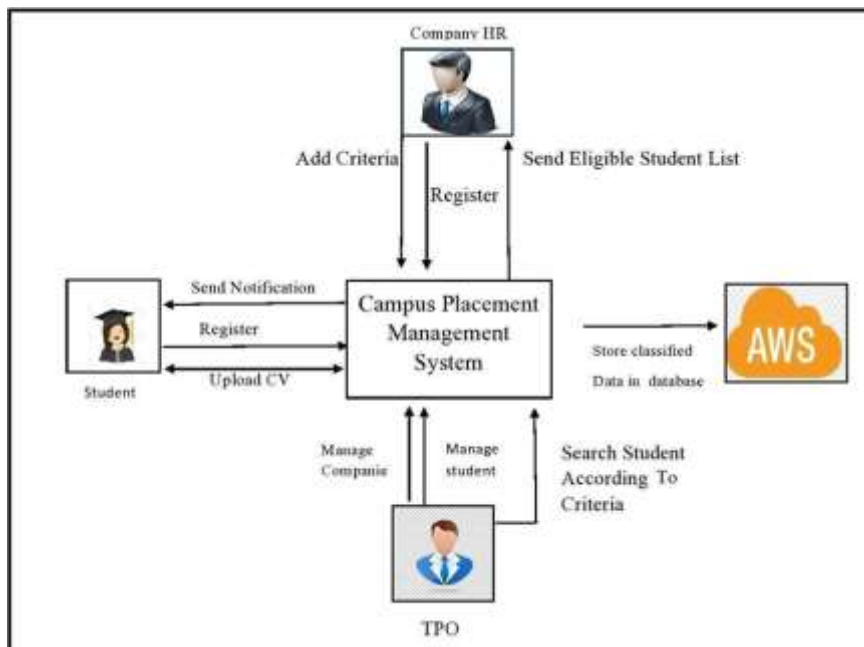 Company HR
Add Criteria
Send Eligible Student List
Register
Send Notification
Register
Upload CV
Student
Campus Placement
Management
System
AWS
Store classified
Data in database
Manage
Companie
Manage
student
Search Student
According To
Criteria
TPO